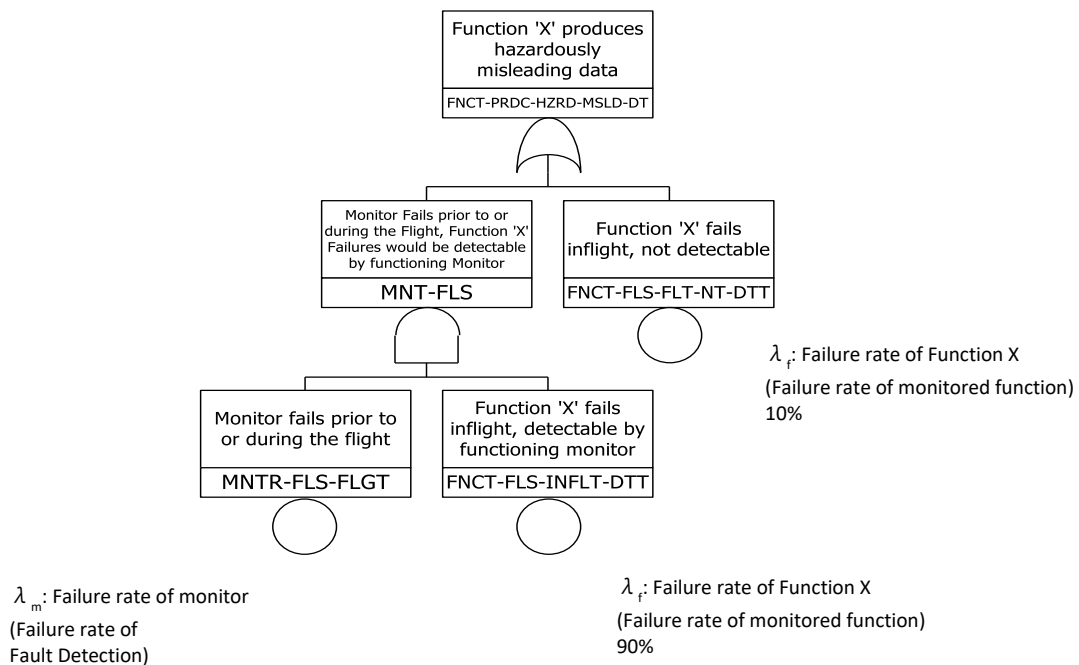 Function 'X' produces
hazardously
misleading data
FNCT-PRDC-HZRD-MSLD-DT
Monitor Fails prior to or
during the Flight, Function 'X'
Failures would be detectable
by functioning Monitor
MNT-FLS
Function 'X' fails
inflight, not detectable
FNCT-FLS-FLT-NT-DTT
λf: Failure rate of Function X
(Failure rate of monitored function)
10%
Monitor fails prior to
or during the flight
MNTR-FLS-FLGT
Function 'X' fails
inflight, detectable by
functioning monitor
FNCT-FLS-INFLT-DTT
λm: Failure rate of monitor
(Failure rate of
Fault Detection)
λf: Failure rate of Function X
(Failure rate of monitored function)
90%